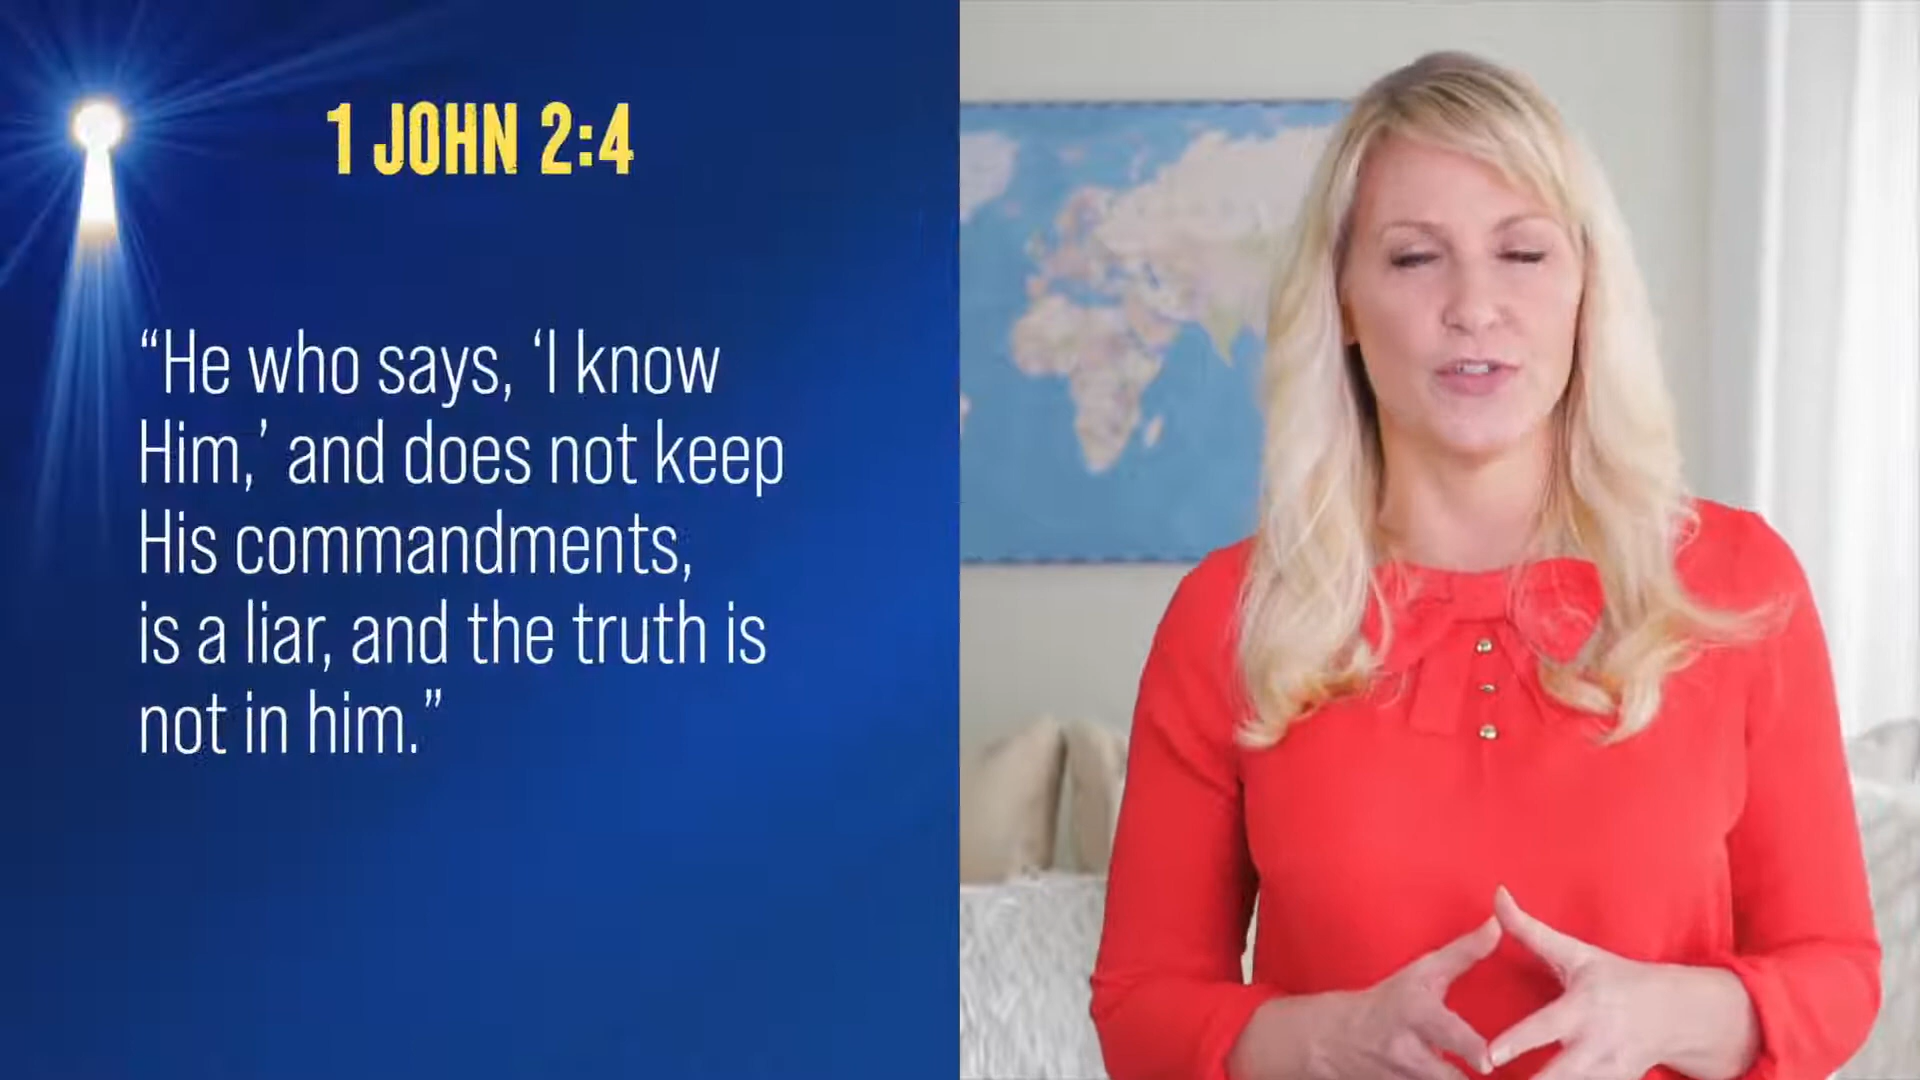 1 JOHN 2:4
“He who says, ‘I know
Him,’ and does not keep
His commandments,
is a liar, and the truth is
not in him.”